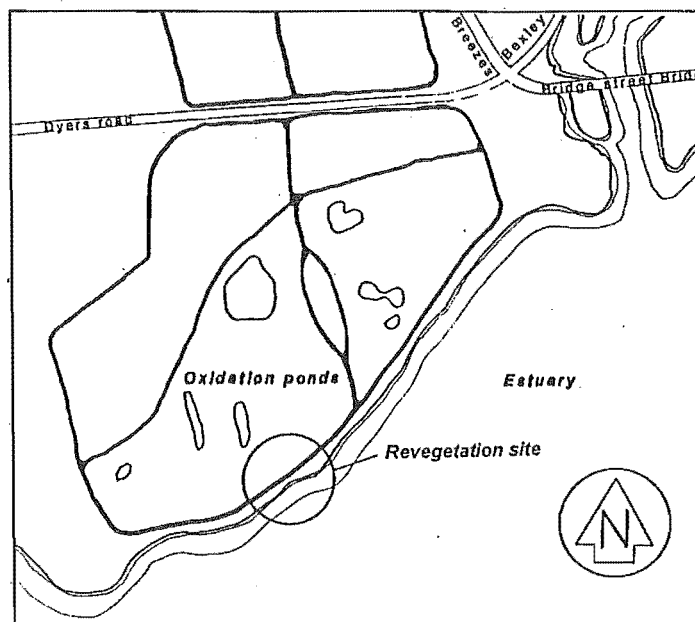 Breezes
Bexley
Bridge street Brid
Dyers road
Oxidation ponds
Estuary
Revegetation site
N